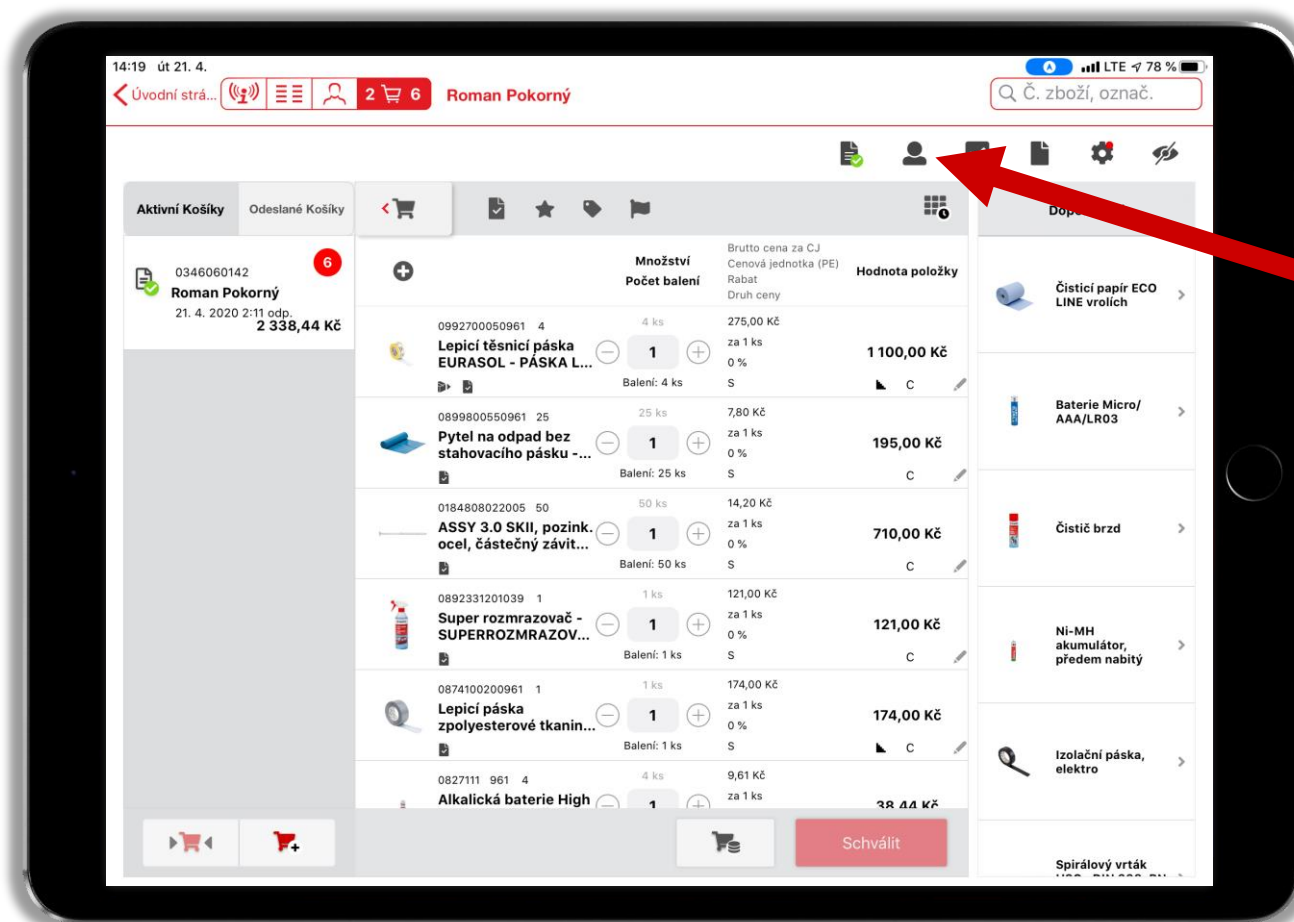 14:19 út 21. 4.
LTE 78 %
Úvodní strá...
2 6
Roman Pokorný
Č. zboží, označ.
Aktivní Košíky
Odeslané Košíky
0346060142
6
Roman Pokorný
21. 4. 2020 2:11 odp.
2 338,44 Kč
Množství
Počet balení
Brutto cena za CJ
Cenová jednotka (PE)
Rabat
Druh ceny
Hodnota položky
0992700050961 4
Lepicí těsnicí páska
EURASOL - PÁSKA L...
4 ks
1
Balení: 4 ks
275,00 Kč
za 1 ks
0 %
S
1 100,00 Kč
C
0899800550961 25
Pytel na odpad bez
stahovacího pásku -...
25 ks
1
Balení: 25 ks
7,80 Kč
za 1 ks
0 %
S
195,00 Kč
C
0184808022005 50
ASSY 3.0 SKII, pozink.
ocel, částečný závit...
50 ks
1
Balení: 50 ks
14,20 Kč
za 1 ks
0 %
S
710,00 Kč
C
0892331201039 1
Super rozmrazovač -
SUPERROZMRAZOV...
1 ks
1
Balení: 1 ks
121,00 Kč
za 1 ks
0 %
S
121,00 Kč
C
0874100200961 1
Lepicí páska
zpolyesterové tkanin...
1 ks
1
Balení: 1 ks
174,00 Kč
za 1 ks
0 %
S
174,00 Kč
C
0827111 961 4
Alkalická baterie High
4 ks
1
9,61 Kč
za 1 ks
38,44 Kč
Schválit
Čisticí papír ECO
LINE vrolích
Baterie Micro/
AAA/LR03
Čistič brzd
Ni-MH
akumulátor,
předem nabitý
Izolační páska,
elektro
Spirálový vrták